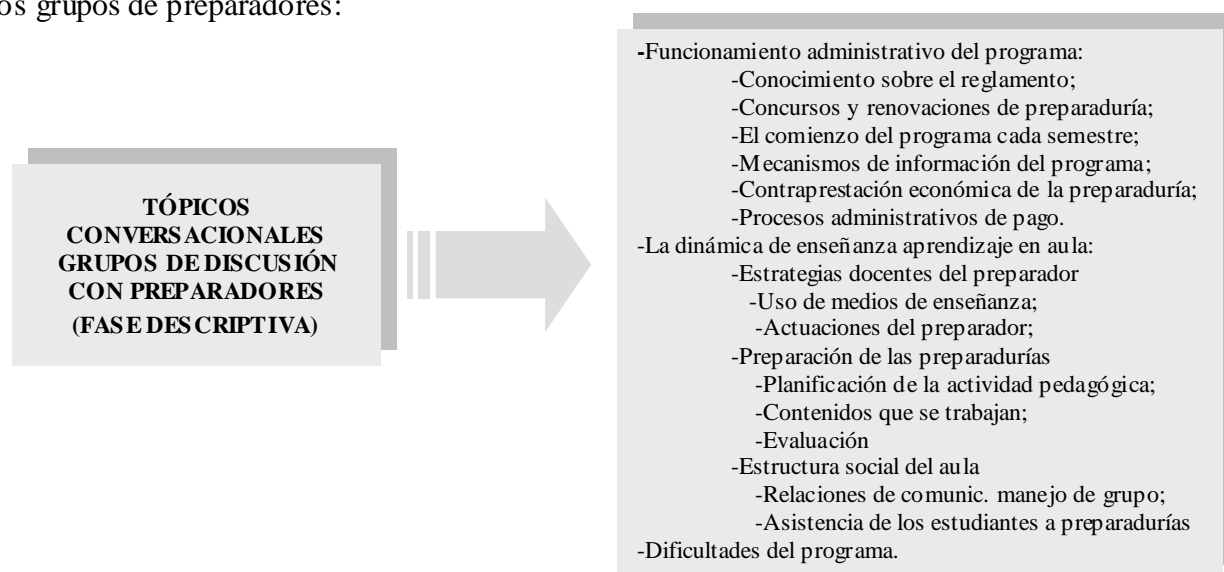 os grupos de preparadores:
TÓPICOS
CONVERSACIONALES
GRUPOS DE DISCUSIÓN
CON PREPARADORES
(FASE DESCRIPTIVA)
-Funcionamiento administrativo del programa:
-Conocimiento sobre el reglamento;
-Concursos y renovaciones de preparaduría;
-El comienzo del programa cada semestre;
-Mecanismos de información del programa;
-Contraprestación económica de la preparaduría;
-Procesos administrativos de pago.
-La dinámica de enseñanza aprendizaje en aula:
-Estrategias docentes del preparador
-Uso de medios de enseñanza;
-Actuaciones del preparador;
-Preparación de las preparadurías
-Planificación de la actividad pedagógica;
-Contenidos que se trabajan;
-Evaluación
-Estructura social del aula
-Relaciones de comunic. manejo de grupo;
-Asistencia de los estudiantes a preparadurías
-Dificultades del programa.